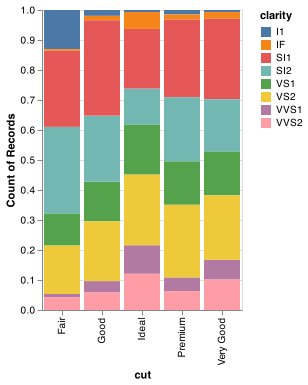 clarity
I1
IF
SI1
SI2
VS1
VS2
VVS1
VVS2
Count of Records
1.0
0.9
0.8
0.7
0.6
0.5
0.4
0.3
0.2
0.1
0.0
Fair
Good
Ideal
Premium
Very Good
cut